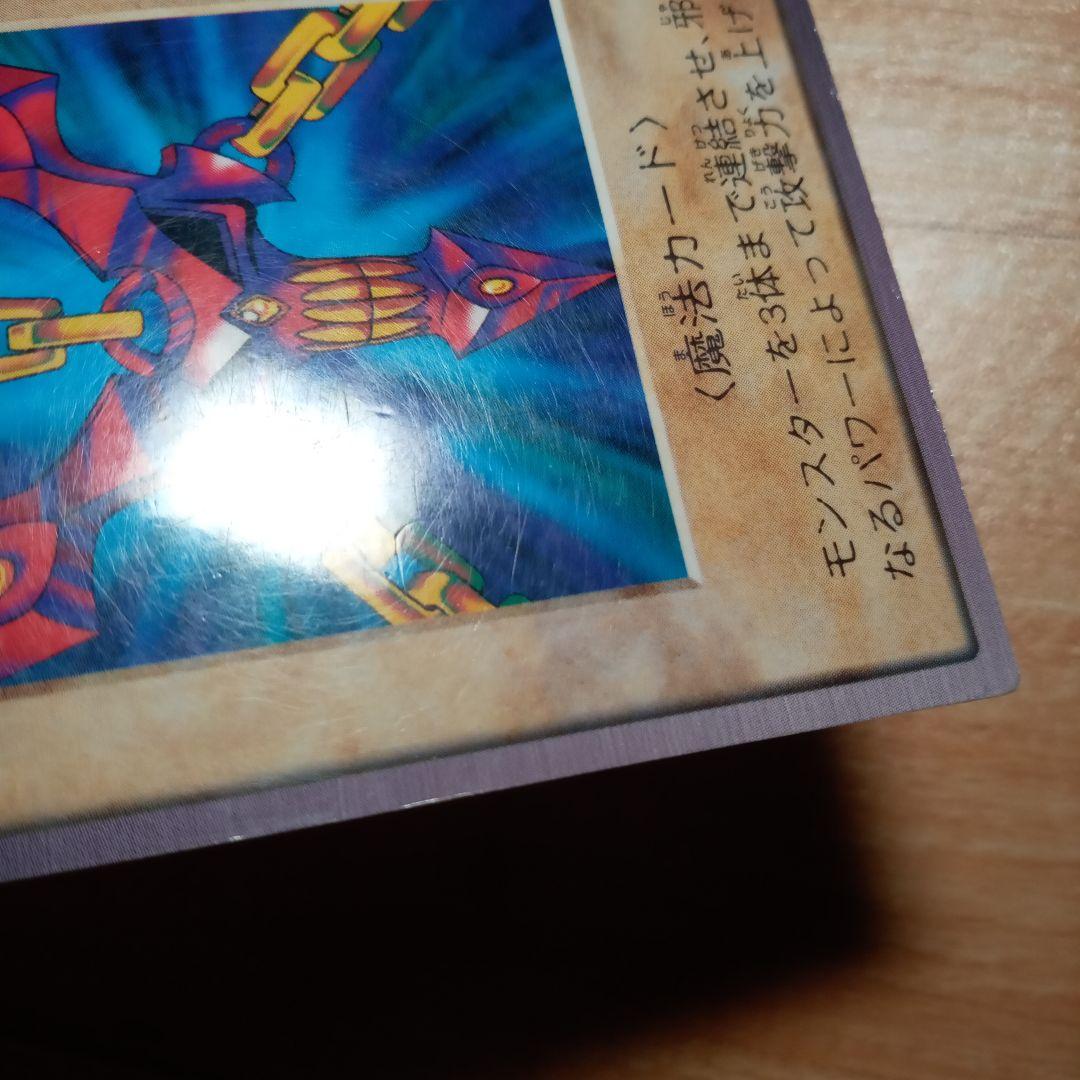 〈魔法カード〉
モンスターを3体まで連結させ、邪
なるパワーによって攻撃力を上げ